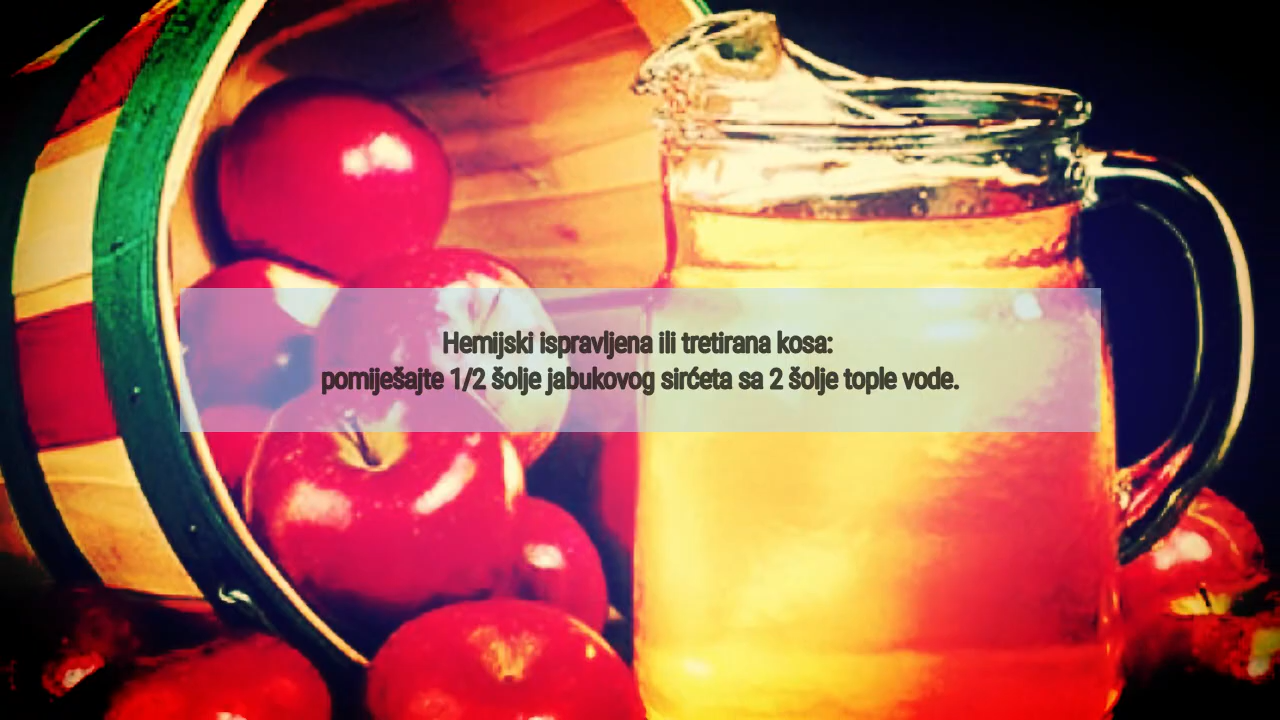 Hemijski ispravljena ili tretirana kosa:
pomiješajte 1/2 šolje jabukovog sirćeta sa 2 šolje tople vode.